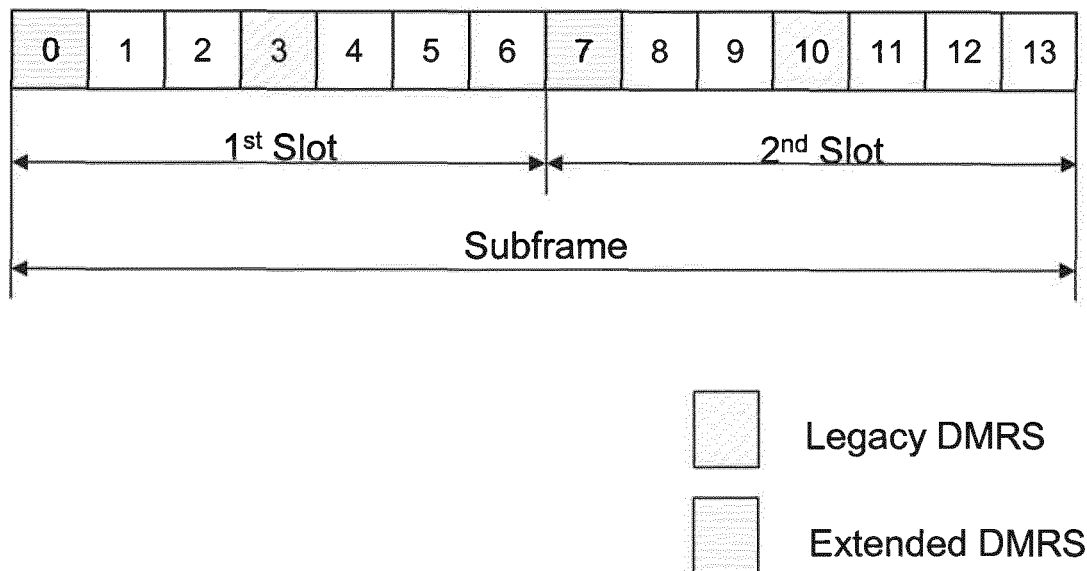 0 1 2 3 4 5 6 7 8 9 10 11 12 13
1st Slot 2nd Slot
Subframe
Legacy DMRS
Extended DMRS